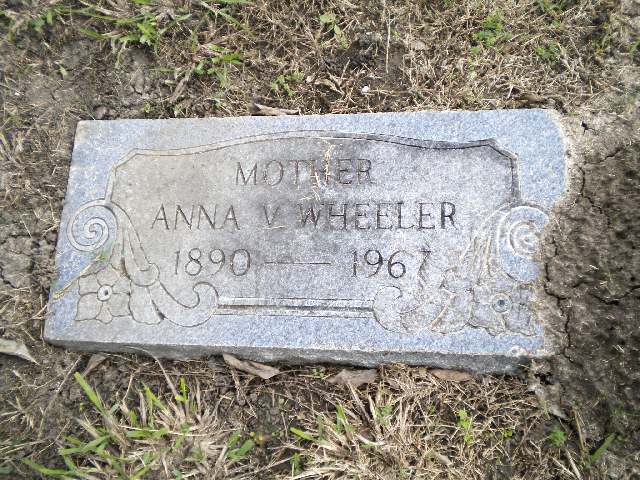 MOTHER
ANNA V. WHEELER
1890 — 1967